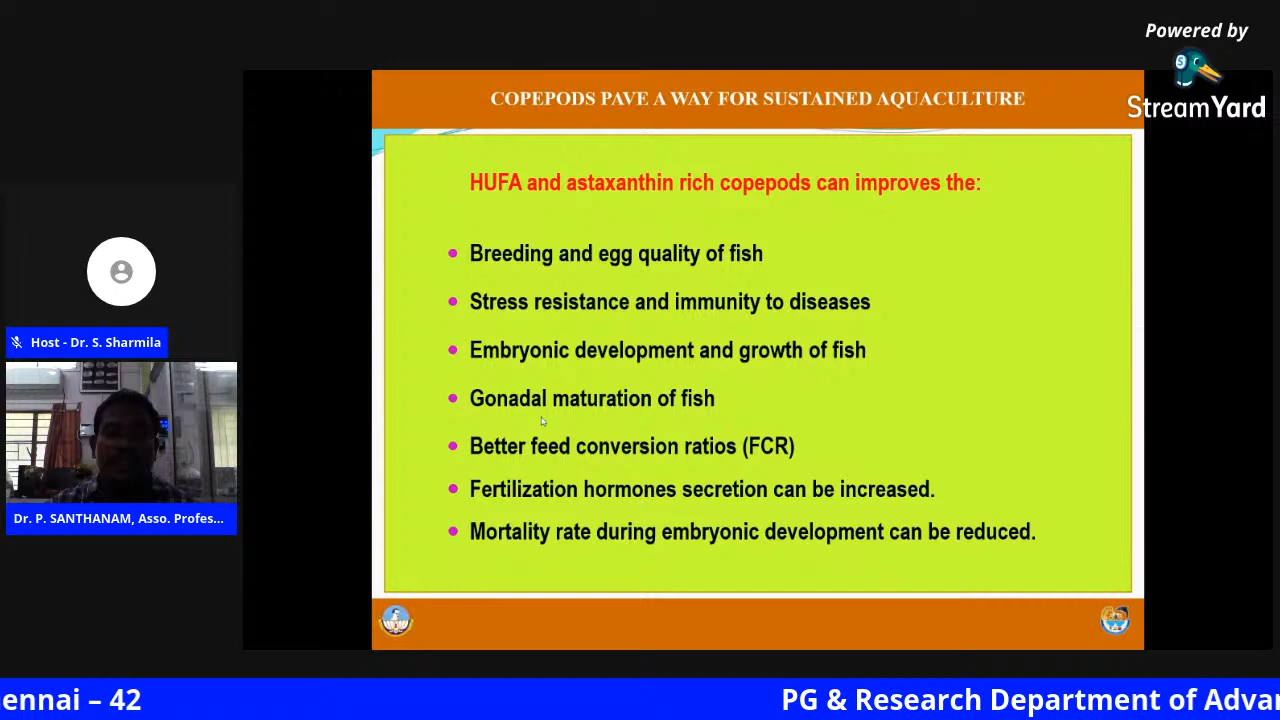 Powered by
StreamYard
COPEPODS PAVE A WAY FOR SUSTAINED AQUACULTURE
HUFA and astaxanthin rich copepods can improves the:
Breeding and egg quality of fish
Stress resistance and immunity to diseases
Embryonic development and growth of fish
Gonadal maturation of fish
Better feed conversion ratios (FCR)
Fertilization hormones secretion can be increased.
Mortality rate during embryonic development can be reduced.
Host - Dr. S. Sharmila
Dr. P. SANTHANAM, Asso. Profes...
ennai – 42
PG & Research Department of Adva